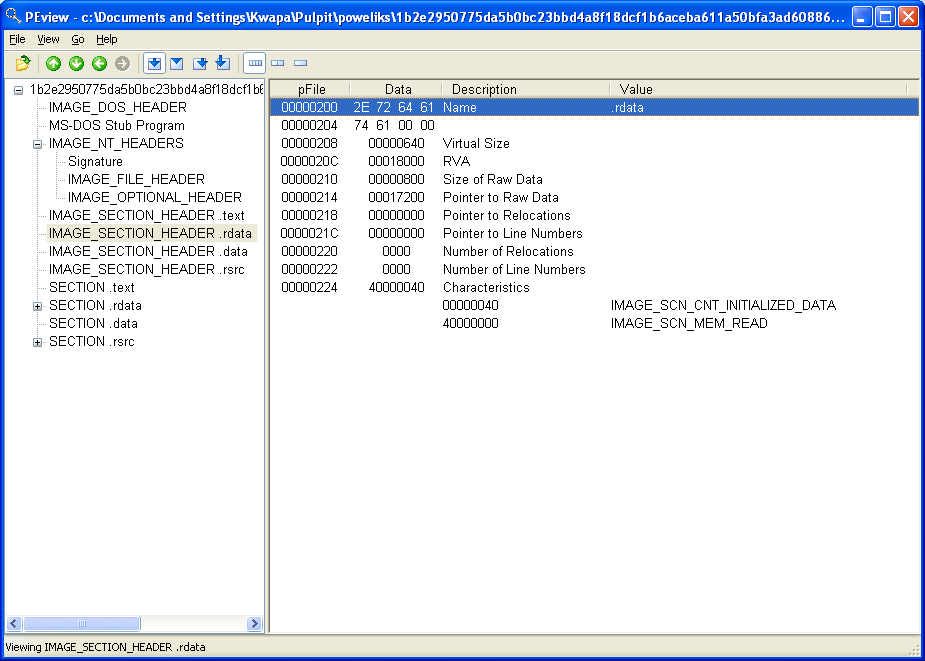 PEview - c:\Documents and Settings\Kwapa\Pulpit\poweliks\1b2e2950775da5b0bc23bbd4a8f18dcf1b6aceba611a50bfa3ad60886...
File View Go Help
pFile Data Description Value
1b2e2950775da5b0bc23bbd4a8f18dcf1b6
IMAGE_DOS_HEADER
MS-DOS Stub Program
IMAGE_NT_HEADERS
Signature
IMAGE_FILE_HEADER
IMAGE_OPTIONAL_HEADER
IMAGE_SECTION_HEADER .text
IMAGE_SECTION_HEADER .rdata
IMAGE_SECTION_HEADER .data
IMAGE_SECTION_HEADER .rsrc
SECTION .text
SECTION .rdata
SECTION .data
SECTION .rsrc
00000200 2E 72 64 61 Name .rdata
00000204 74 61 00 00
00000208 00000640 Virtual Size
0000020C 00018000 RVA
00000210 00000800 Size of Raw Data
00000214 00017200 Pointer to Raw Data
00000218 00000000 Pointer to Relocations
0000021C 00000000 Pointer to Line Numbers
00000220 0000 Number of Relocations
00000222 0000 Number of Line Numbers
00000224 40000040 Characteristics
00000040 IMAGE_SCN_CNT_INITIALIZED_DATA
40000000 IMAGE_SCN_MEM_READ
Viewing IMAGE_SECTION_HEADER .rdata